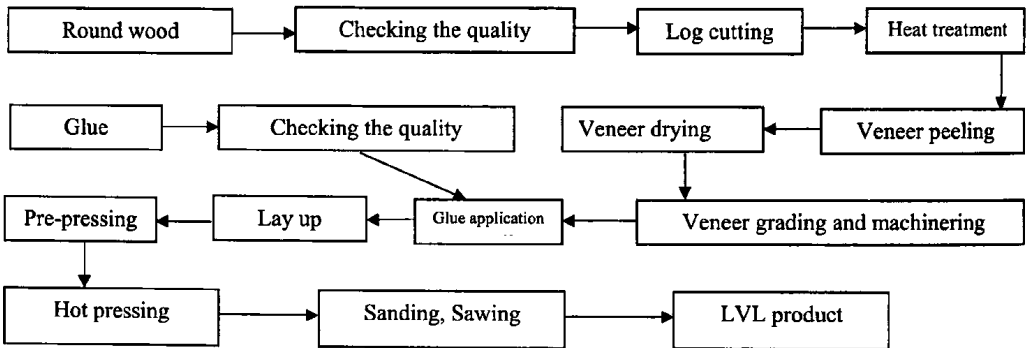 Round wood
Checking the quality
Log cutting
Heat treatment
Glue
Checking the quality
Veneer drying
Veneer peeling
Pre-pressing
Lay up
Glue application
Veneer grading and machinering
Hot pressing
Sanding, Sawing
LVL product